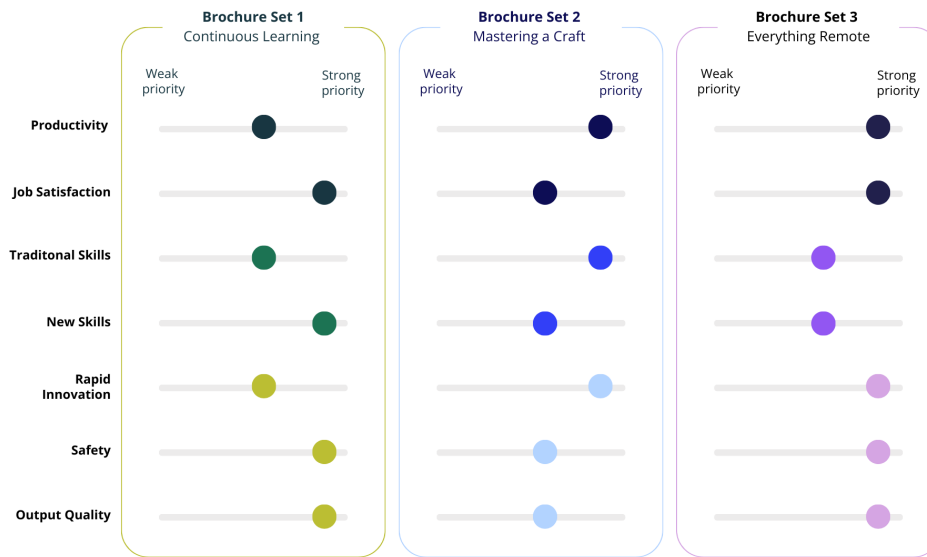 Brochure Set 1
Continuous Learning
Brochure Set 2
Mastering a Craft
Brochure Set 3
Everything Remote
Weak
priority
Strong
priority
Weak
priority
Strong
priority
Weak
priority
Strong
priority
Productivity
Job Satisfaction
Traditonal Skills
New Skills
Rapid
Innovation
Safety
Output Quality